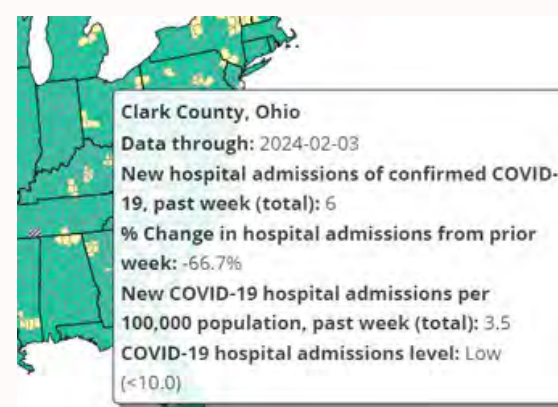 Clark County, Ohio
Data through: 2024-02-03
New hospital admissions of confirmed COVID-
19, past week (total): 6
% Change in hospital admissions from prior
week: -66.7%
New COVID-19 hospital admissions per
100,000 population, past week (total): 3.5
COVID-19 hospital admissions level: Low
(<10.0)